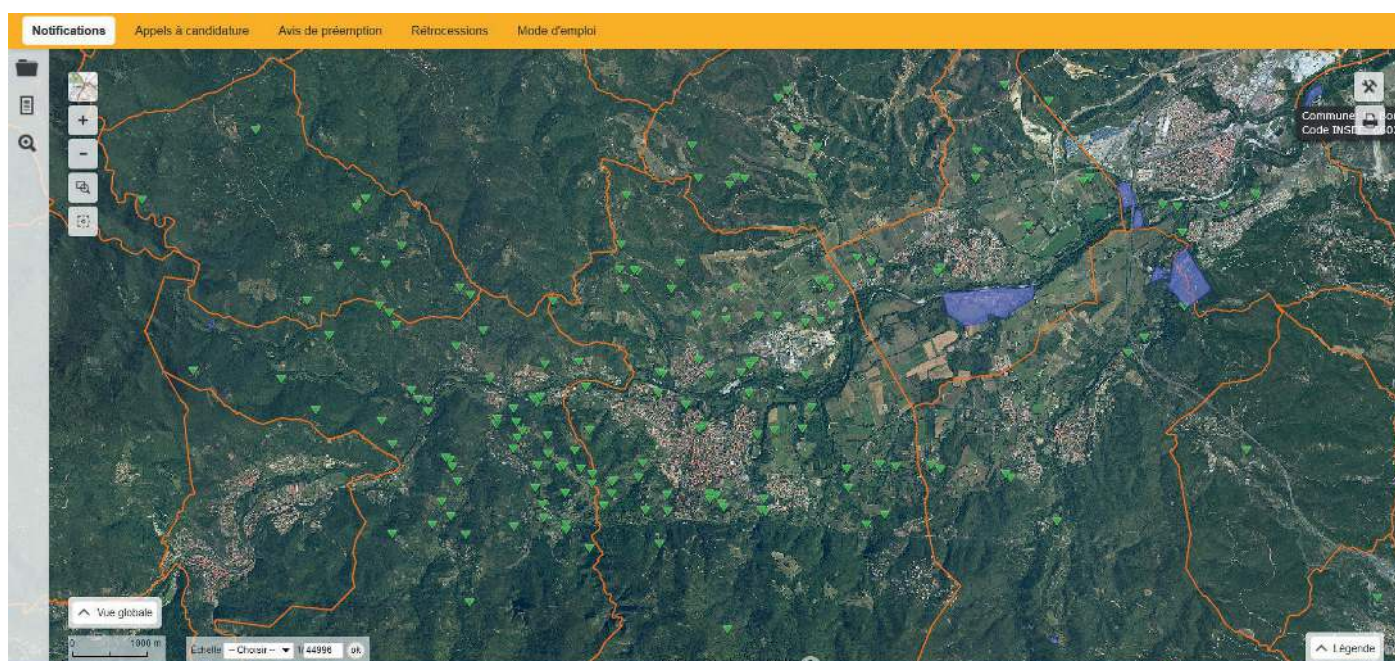 Notifications
Appels à candidature
Avis de préemption
Rétrocessions
Mode d'emploi
+
−
Commune
Code INSEE
Vue globale
0 1000 m
Échelle -- Choisir -- 1/ 44996 ok
Légende